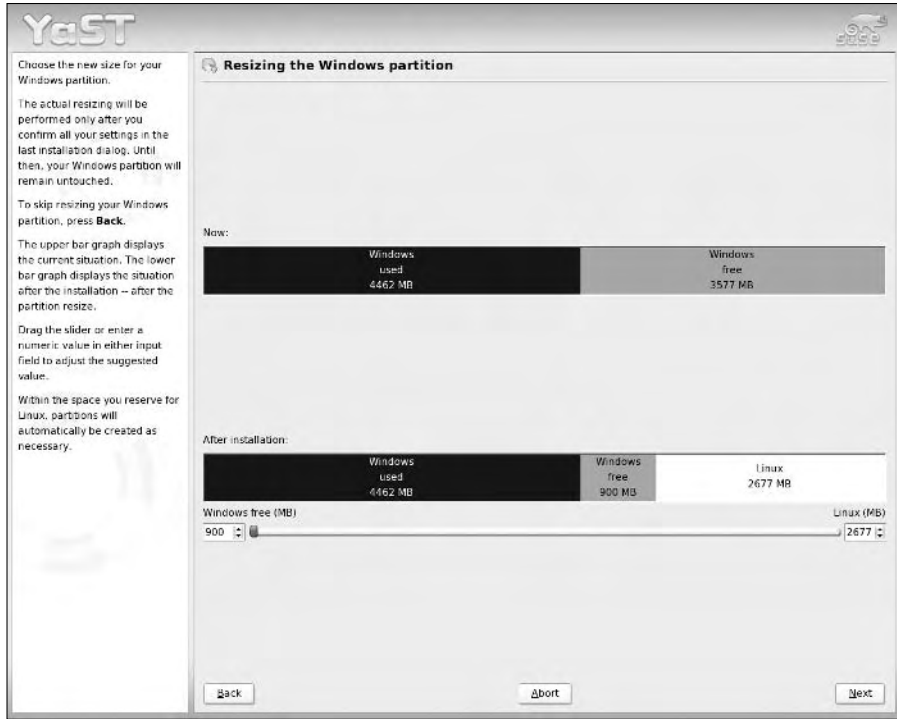 YaST
SUSE
Choose the new size for your
Windows partition.
The actual resizing will be
performed only after you
confirm all your settings in the
last installation dialog. Until
then, your Windows partition will
remain untouched.
To skip resizing your Windows
partition, press Back.
The upper bar graph displays
the current situation. The lower
bar graph displays the situation
after the installation -- after the
partition resize.
Drag the slider or enter a
numeric value in either input
field to adjust the suggested
value.
Within the space you reserve for
Linux, partitions will
automatically be created as
necessary.
Resizing the Windows partition
Now:
Windows
used
4462 MB
Windows
free
3577 MB
After installation:
Windows
used
4462 MB
Windows
free
900 MB
Linux
2677 MB
Windows free (MB)
Linux (MB)
900
2677
Back
Abort
Next